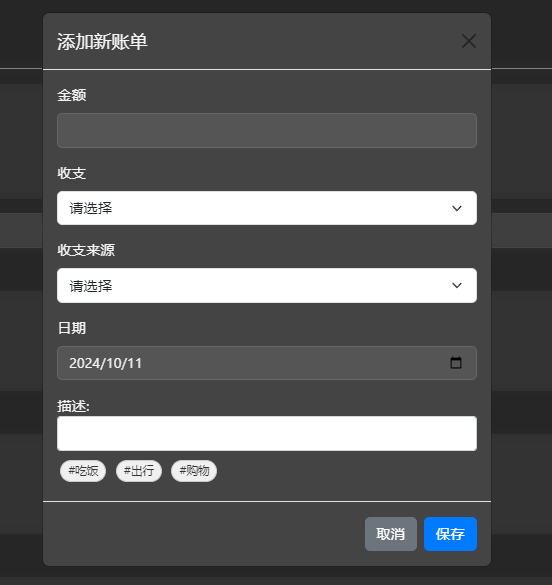 添加新账单
金额
收支
请选择
收支来源
请选择
日期
2024/10/11
描述:
#吃饭 #出行 #购物
取消 保存